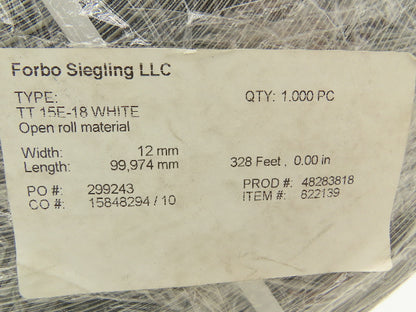 Forbo Siegling LLC
TYPE: QTY: 1.000 PC
TT 15E-18 WHITE
Open roll material
Width: 12 mm
Length: 99,974 mm 328 Feet , 0.00 in
PO #: 299243 PROD #: 48283818
CO #: 15848294 / 10 ITEM #: 822139